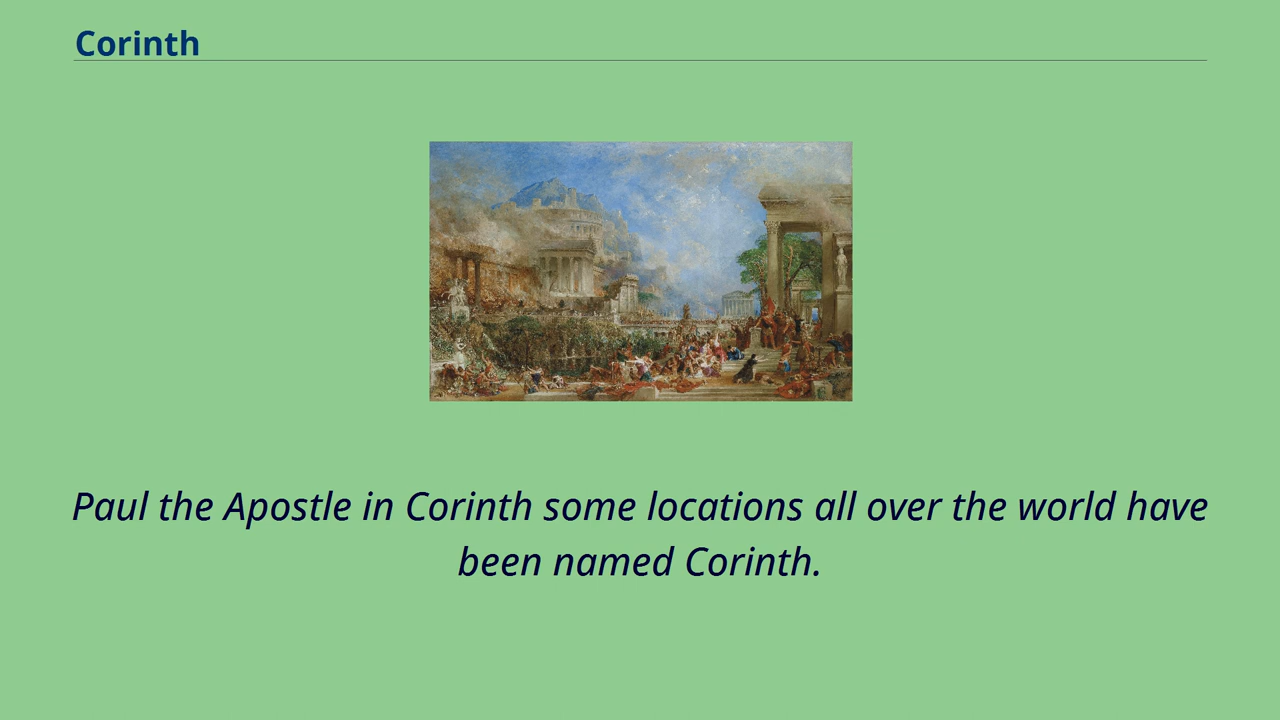 Corinth
Paul the Apostle in Corinth some locations all over the world have
been named Corinth.